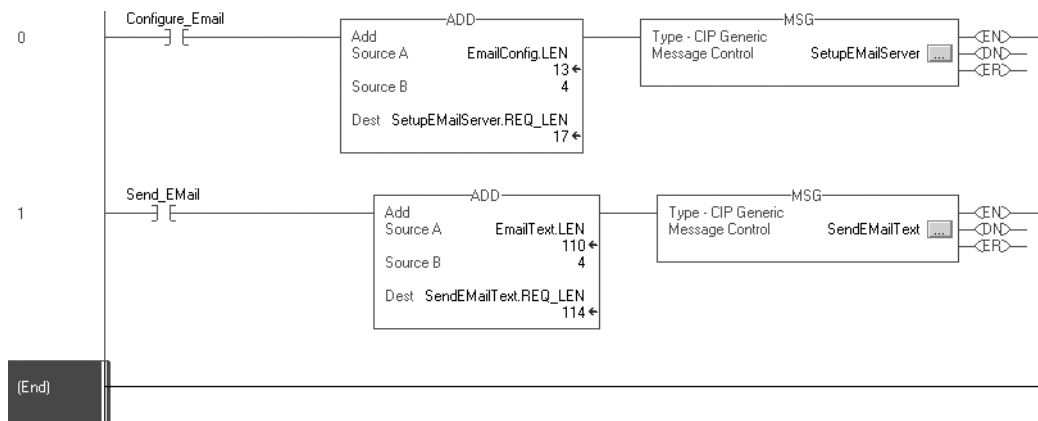 Configure_Email
0
ADD
Add
Source A EmailConfig.LEN
13
Source B 4
Dest SetupEMailServer.REQ_LEN
17
MSG
Type - CIP Generic
Message Control SetupEMailServer ...
EN
DN
ER
Send_EMail
1
ADD
Add
Source A EmailText.LEN
110
Source B 4
Dest SendEMailText.REQ_LEN
114
MSG
Type - CIP Generic
Message Control SendEMailText ...
EN
DN
ER
(End)